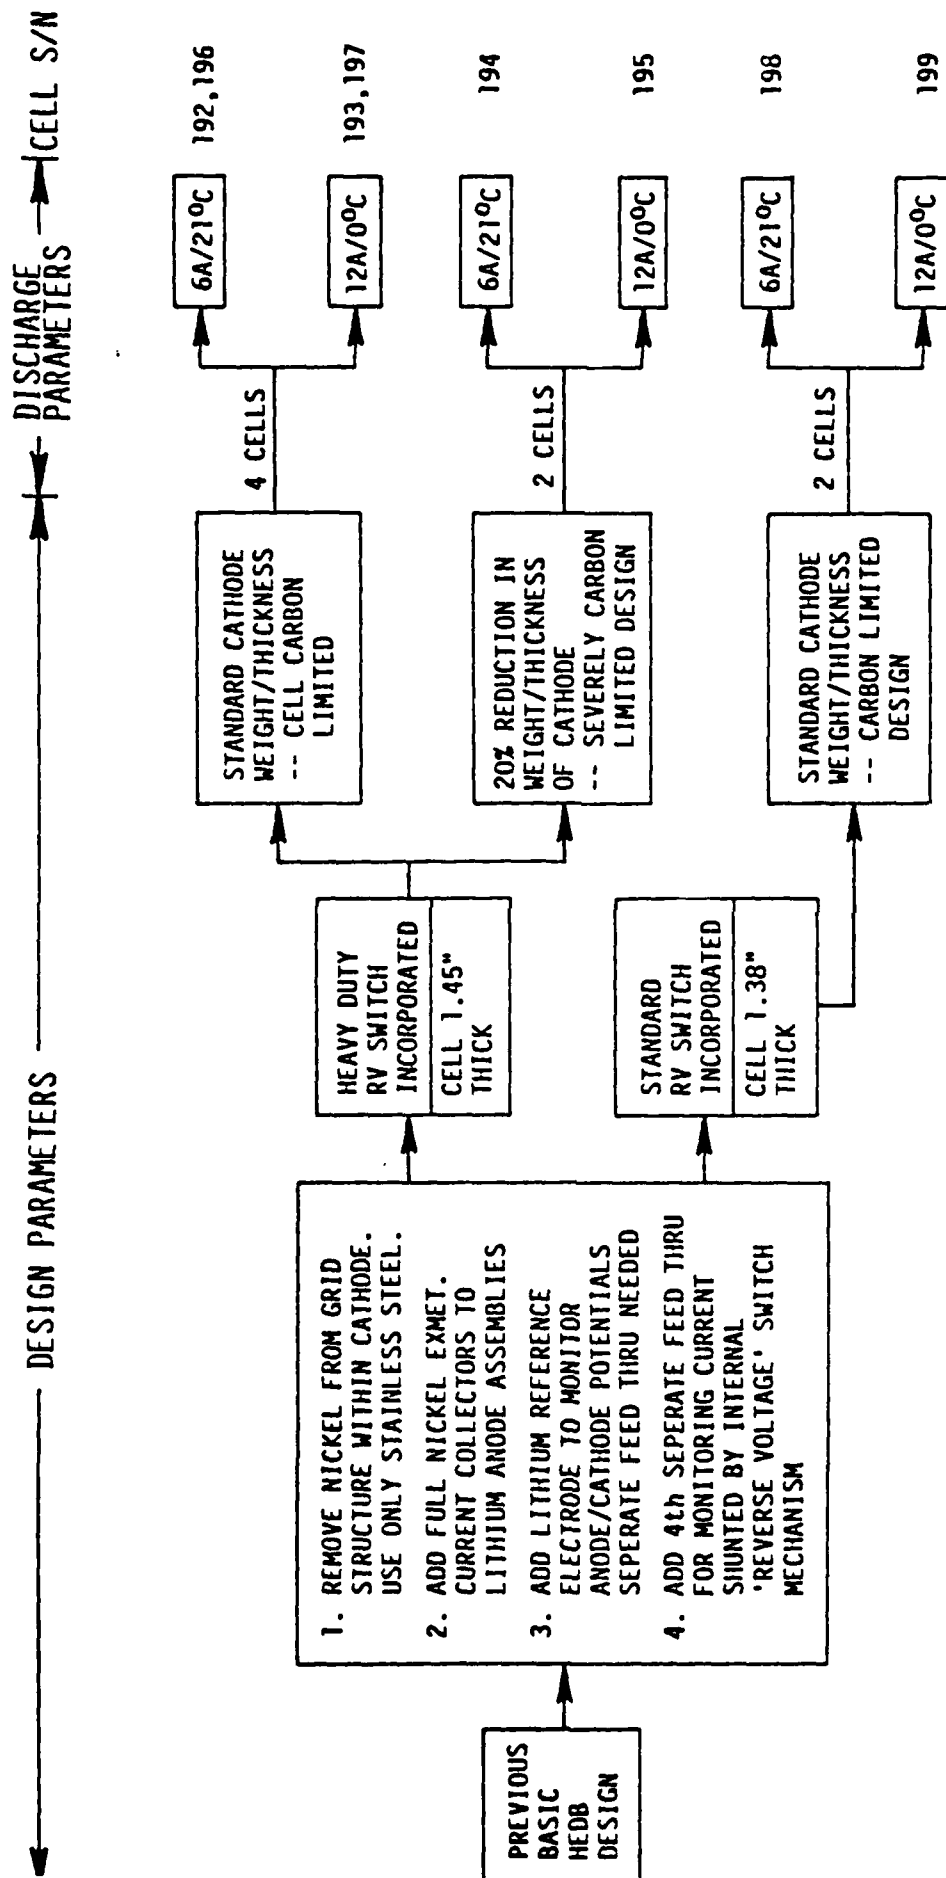 DESIGN PARAMETERS
DISCHARGE
PARAMETERS
CELL S/N
PREVIOUS
BASIC
HEDB
DESIGN
1. REMOVE NICKEL FROM GRID
STRUCTURE WITHIN CATHODE.
USE ONLY STAINLESS STEEL.
2. ADD FULL NICKEL EXMET.
CURRENT COLLECTORS TO
LITHIUM ANODE ASSEMBLIES
3. ADD LITHIUM REFERENCE
ELECTRODE TO MONITOR
ANODE/CATHODE POTENTIALS
SEPERATE FEED THRU NEEDED
4. ADD 4th SEPERATE FEED THRU
FOR MONITORING CURRENT
SHUNTED BY INTERNAL
'REVERSE VOLTAGE' SWITCH
MECHANISM
HEAVY DUTY
RV SWITCH
INCORPORATED
CELL 1.45"
THICK
STANDARD
RV SWITCH
INCORPORATED
CELL 1.38"
THICK
STANDARD CATHODE
WEIGHT/THICKNESS
-- CELL CARBON
LIMITED
4 CELLS
6A/21⁰C
192,196
12A/0⁰C
193,197
20% REDUCTION IN
WEIGHT/THICKNESS
OF CATHODE
-- SEVERELY CARBON
LIMITED DESIGN
2 CELLS
6A/21⁰C
194
12A/0⁰C
195
STANDARD CATHODE
WEIGHT/THICKNESS
-- CARBON LIMITED
DESIGN
2 CELLS
6A/21⁰C
198
12A/0⁰C
199